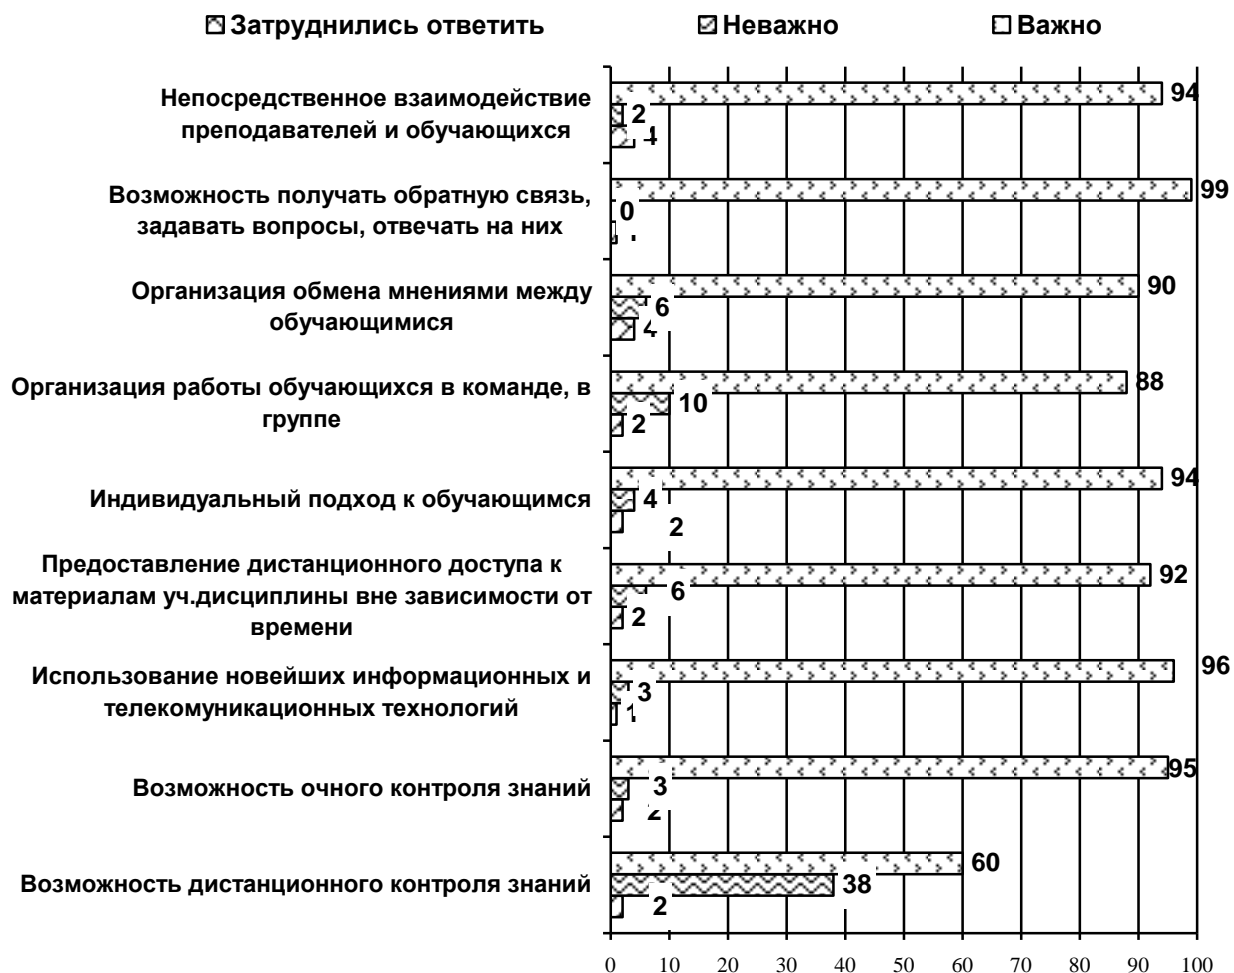 Затруднились ответить Неважно Важно
Непосредственное взаимодействие
преподавателей и обучающихся
94
2
4
Возможность получать обратную связь,
задавать вопросы, отвечать на них
99
0
Организация обмена мнениями между
обучающимися
90
6
4
Организация работы обучающихся в команде, в
группе
88
10
2
Индивидуальный подход к обучающимся
94
4
2
Предоставление дистанционного доступа к
материалам уч.дисциплины вне зависимости от
времени
92
6
2
Использование новейших информационных и
телекомуникационных технологий
96
3
1
Возможность очного контроля знаний
95
3
2
Возможность дистанционного контроля знаний
60
38
2
0 10 20 30 40 50 60 70 80 90 100